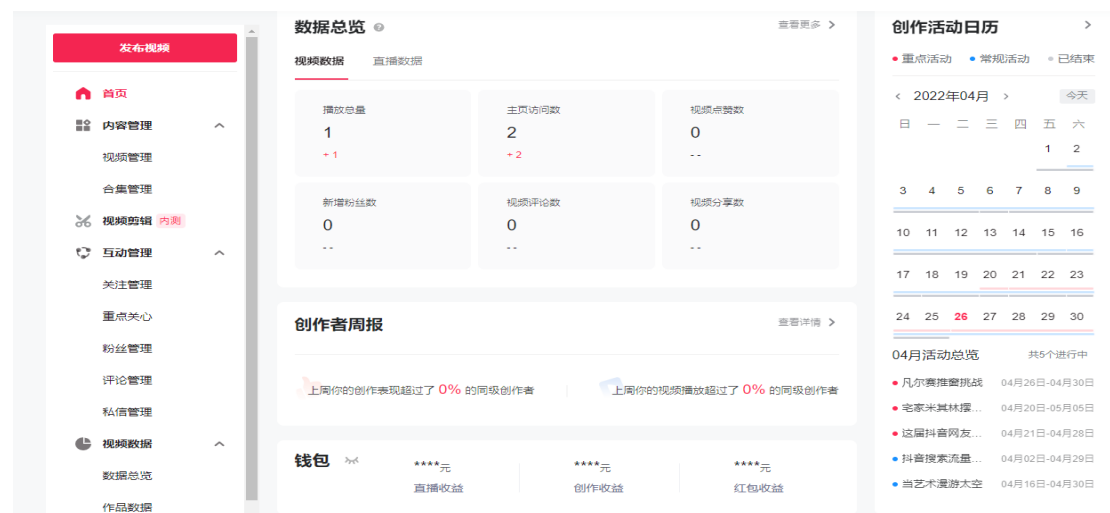 发布视频
首页
内容管理
视频管理
合集管理
视频剪辑 内测
互动管理
关注管理
重点关心
粉丝管理
评论管理
私信管理
视频数据
数据总览
作品数据
数据总览 ?
查看更多 >
视频数据 直播数据
播放总量 主页访问数 视频点赞数
1 2 0
+ 1 + 2 - -
新增粉丝数 视频评论数 视频分享数
0 0 0
- - - - - -
创作者周报
查看详情 >
上周你的创作表现超过了 0% 的同级创作者
上周你的视频播放超过了 0% 的同级创作者
钱包
****元 ****元 ****元
直播收益 创作收益 红包收益
创作活动日历 >
重点活动 常规活动 已结束
< 2022年04月 > 今天
日 一 二 三 四 五 六
1 2
3 4 5 6 7 8 9
10 11 12 13 14 15 16
17 18 19 20 21 22 23
24 25 26 27 28 29 30
04月活动总览 共5个进行中
凡尔赛推窗挑战 04月26日-04月30日
宅家米其林擂... 04月20日-05月05日
这届抖音网友... 04月21日-04月28日
抖音搜索流量... 04月02日-04月29日
当艺术漫游太空 04月16日-04月30日